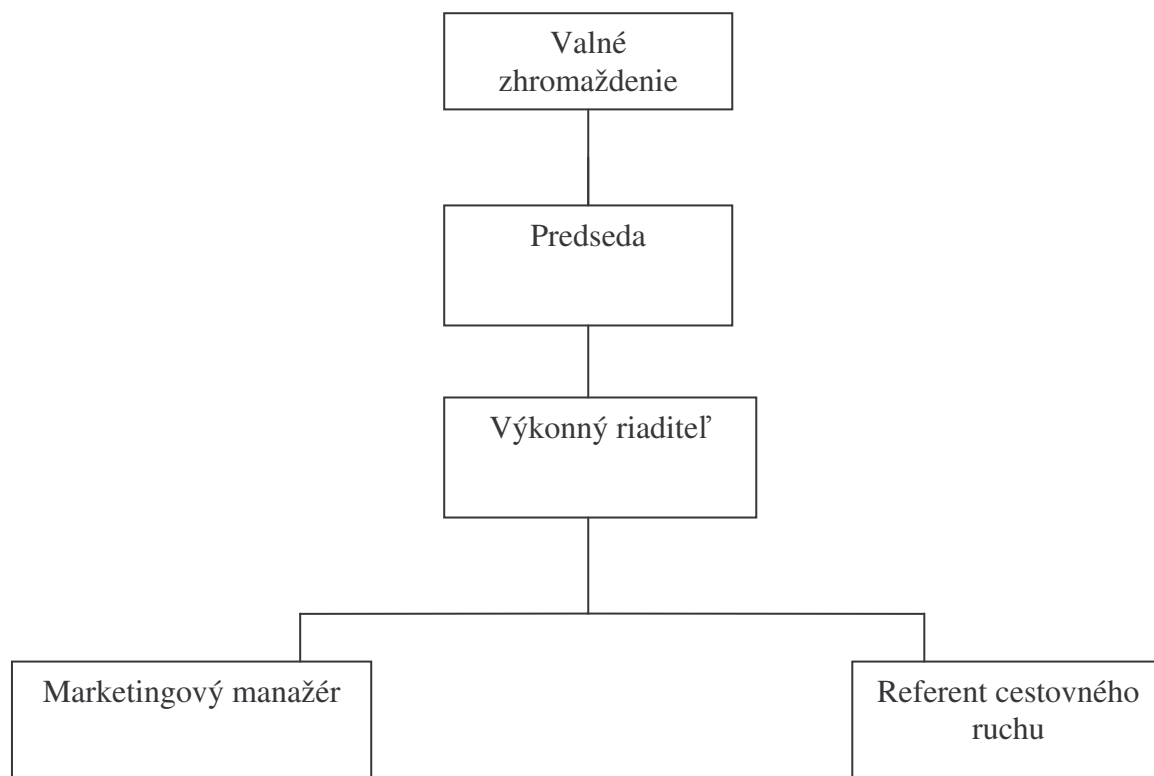 Valné
zhromaždenie
Predseda
Výkonný riaditeľ
Marketingový manažér
Referent cestovného
ruchu